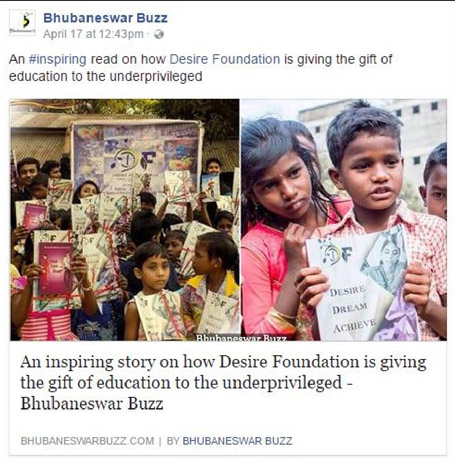 Bhubaneswar Buzz
April 17 at 12:43pm ·
An #inspiring read on how Desire Foundation is giving the gift of
education to the underprivileged
DF
DESIRE
DREAM
ACHIEVE
Bhubaneswar Buzz
An inspiring story on how Desire Foundation is giving
the gift of education to the underprivileged -
Bhubaneswar Buzz
BHUBANESWARBUZZ.COM | BY BHUBANESWAR BUZZ